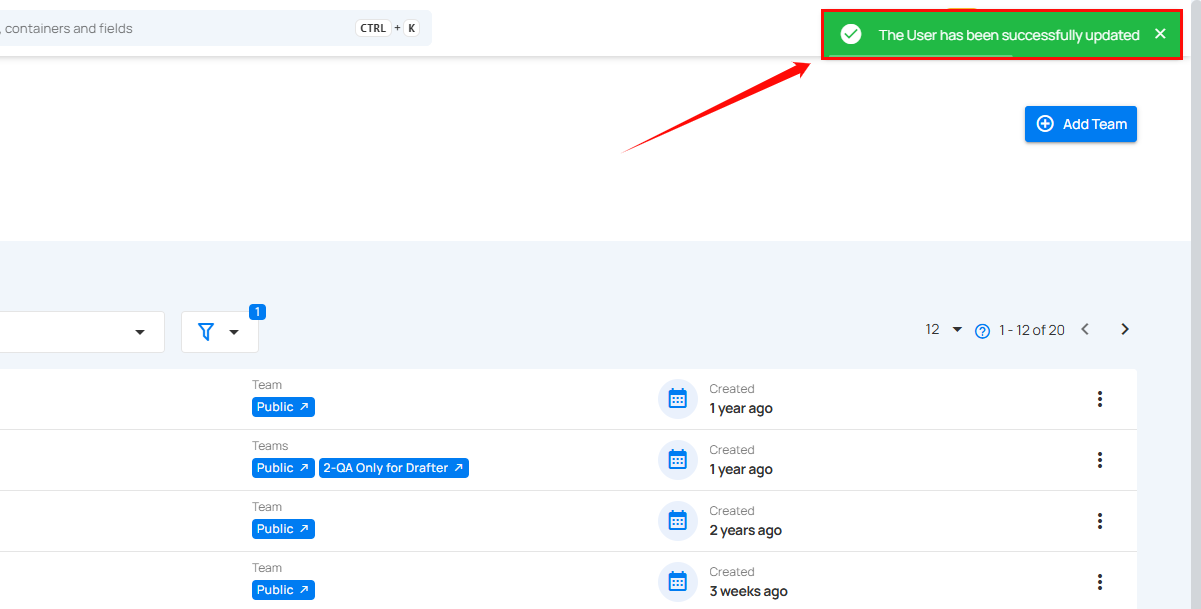 , containers and fields CTRL + K
The User has been successfully updated
Add Team
1
12 1 - 12 of 20
Team
Public
Created
1 year ago
Teams
Public 2-QA Only for Drafter
Created
1 year ago
Team
Public
Created
2 years ago
Team
Public
Created
3 weeks ago